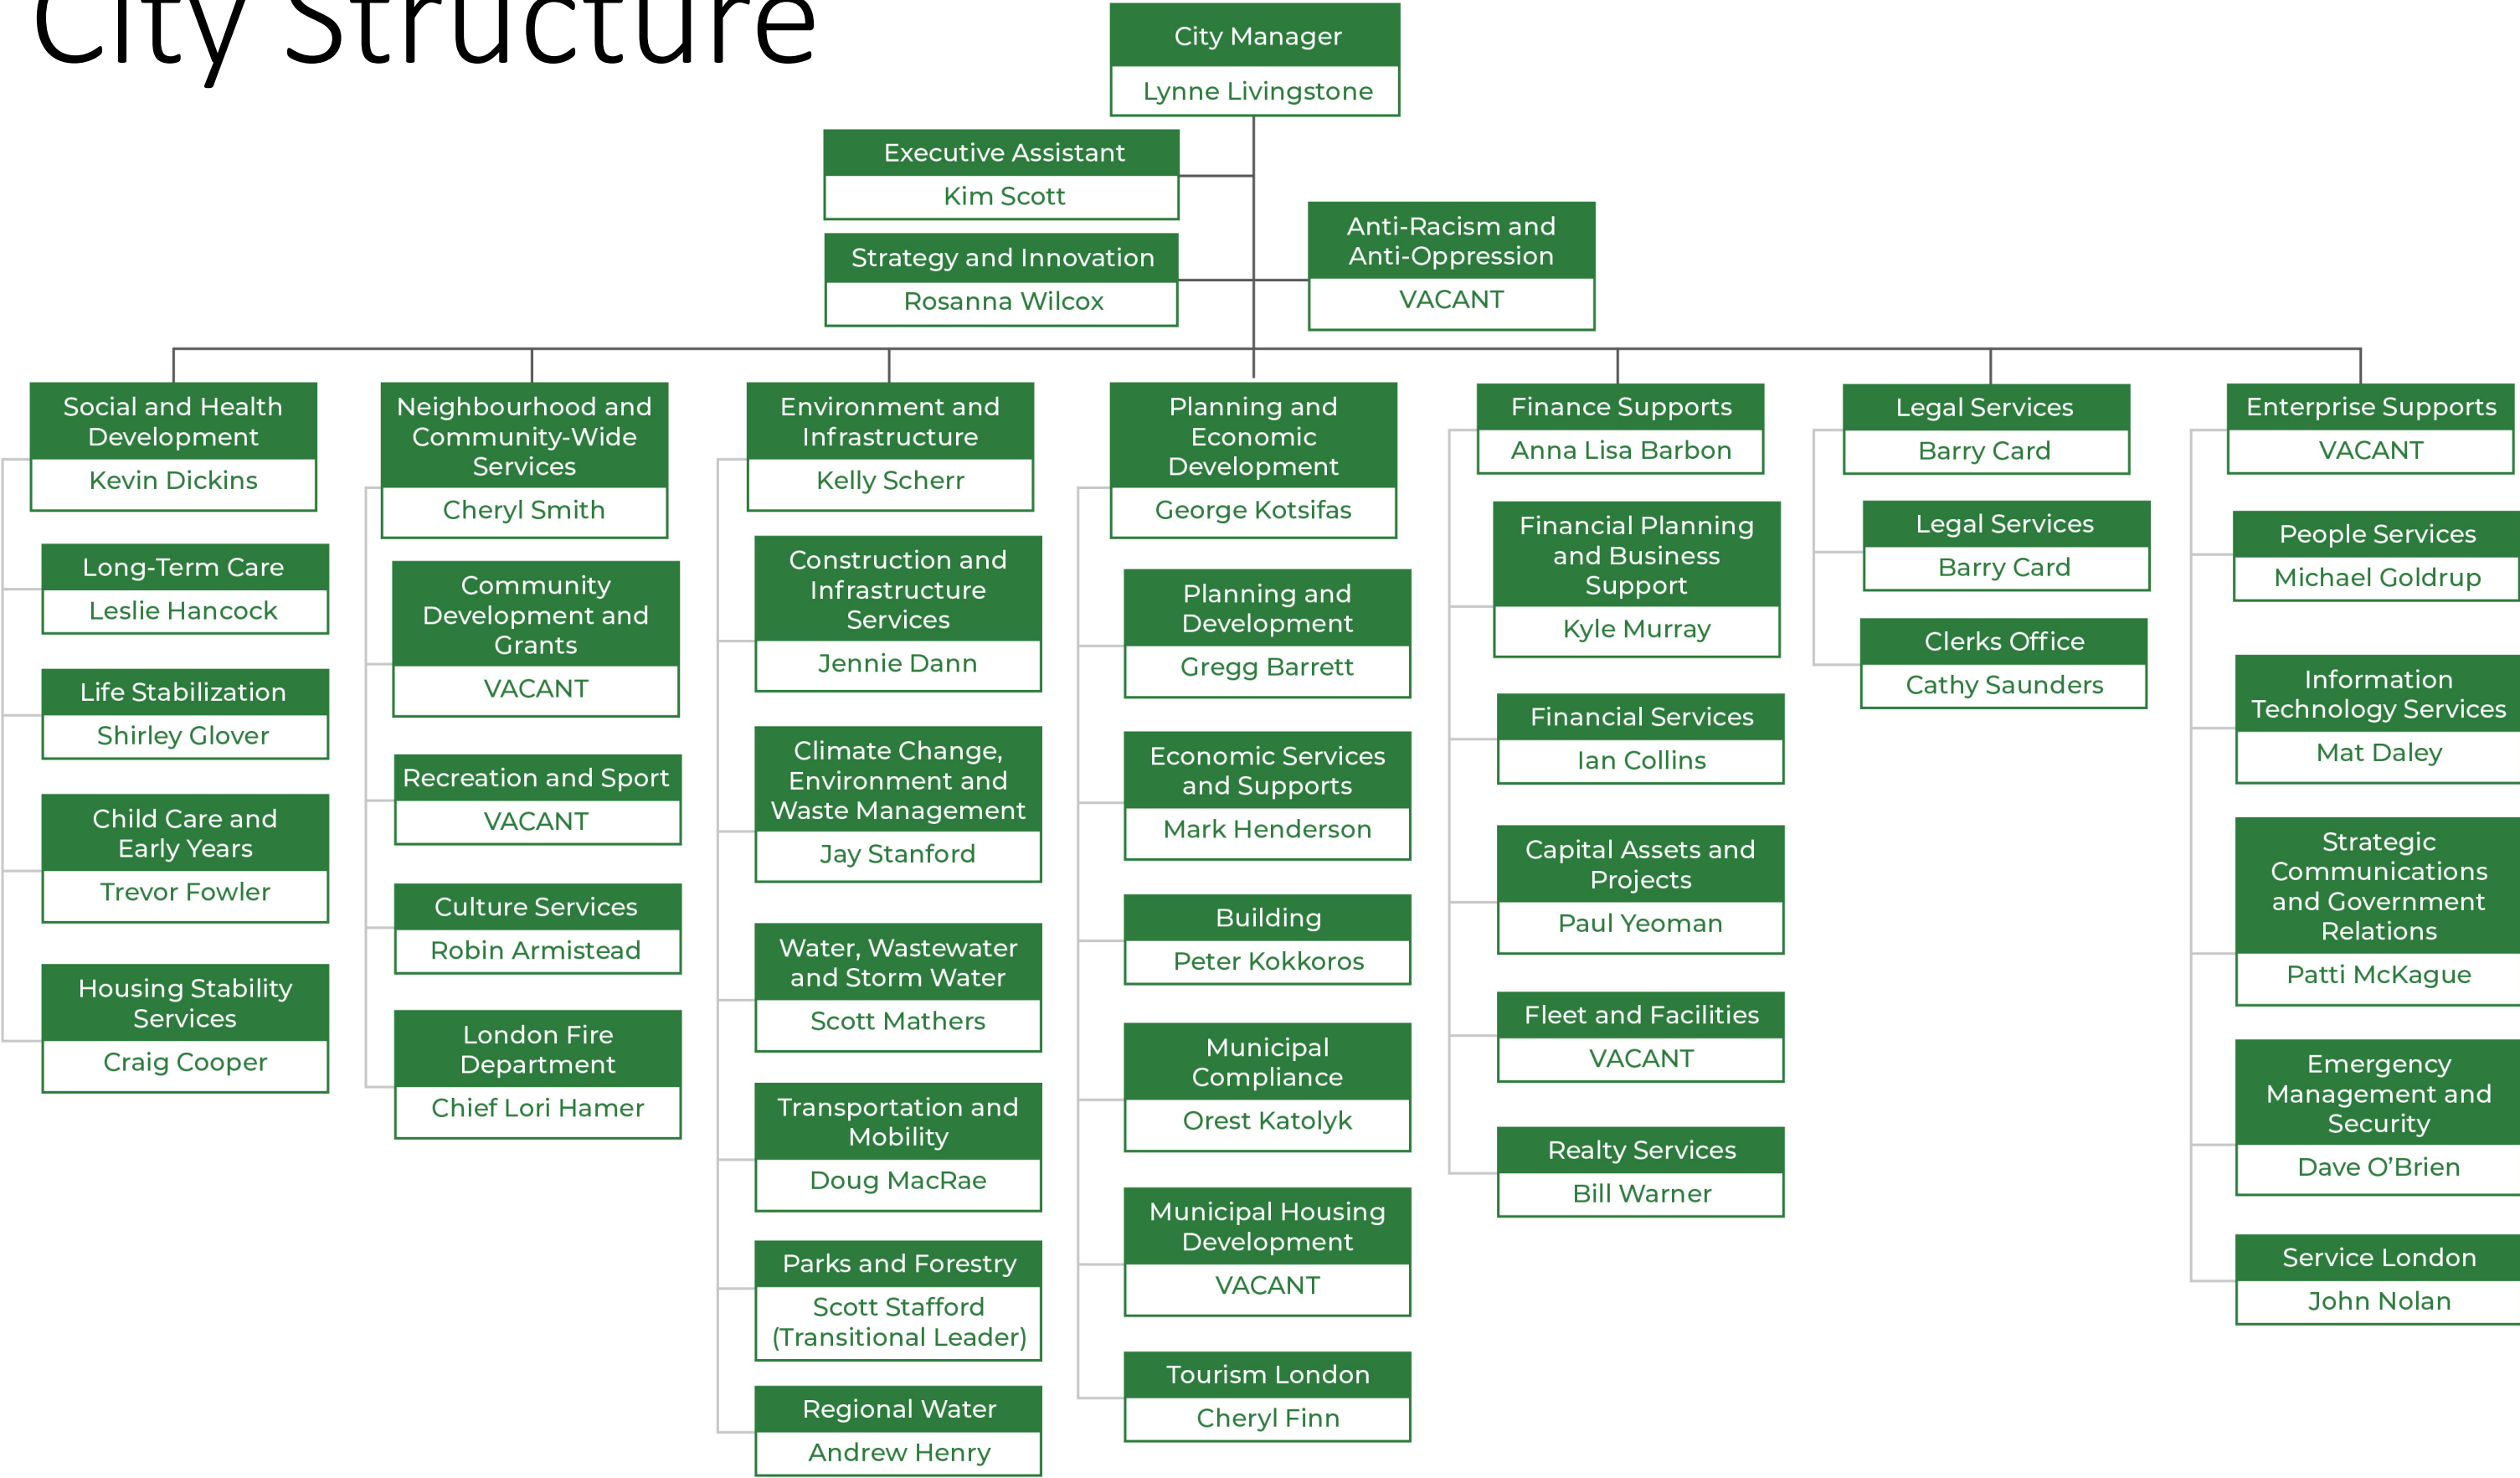 City Structure
City Manager
Lynne Livingstone
Executive Assistant
Kim Scott
Strategy and Innovation
Rosanna Wilcox
Anti-Racism and
Anti-Oppression
VACANT
Social and Health
Development
Kevin Dickins
Long-Term Care
Leslie Hancock
Life Stabilization
Shirley Glover
Child Care and
Early Years
Trevor Fowler
Housing Stability
Services
Craig Cooper
Neighbourhood and
Community-Wide
Services
Cheryl Smith
Community
Development and
Grants
VACANT
Recreation and Sport
VACANT
Culture Services
Robin Armistead
London Fire
Department
Chief Lori Hamer
Environment and
Infrastructure
Kelly Scherr
Construction and
Infrastructure
Services
Jennie Dann
Climate Change,
Environment and
Waste Management
Jay Stanford
Water, Wastewater
and Storm Water
Scott Mathers
Transportation and
Mobility
Doug MacRae
Parks and Forestry
Scott Stafford
(Transitional Leader)
Regional Water
Andrew Henry
Planning and
Economic
Development
George Kotsifas
Planning and
Development
Gregg Barrett
Economic Services
and Supports
Mark Henderson
Building
Peter Kokkoros
Municipal
Compliance
Orest Katolyk
Municipal Housing
Development
VACANT
Tourism London
Cheryl Finn
Finance Supports
Anna Lisa Barbon
Financial Planning
and Business
Support
Kyle Murray
Financial Services
Ian Collins
Capital Assets and
Projects
Paul Yeoman
Fleet and Facilities
VACANT
Realty Services
Bill Warner
Legal Services
Barry Card
Legal Services
Barry Card
Clerks Office
Cathy Saunders
Enterprise Supports
VACANT
People Services
Michael Goldrup
Information
Technology Services
Mat Daley
Strategic
Communications
and Government
Relations
Patti McKague
Emergency
Management and
Security
Dave O’Brien
Service London
John Nolan